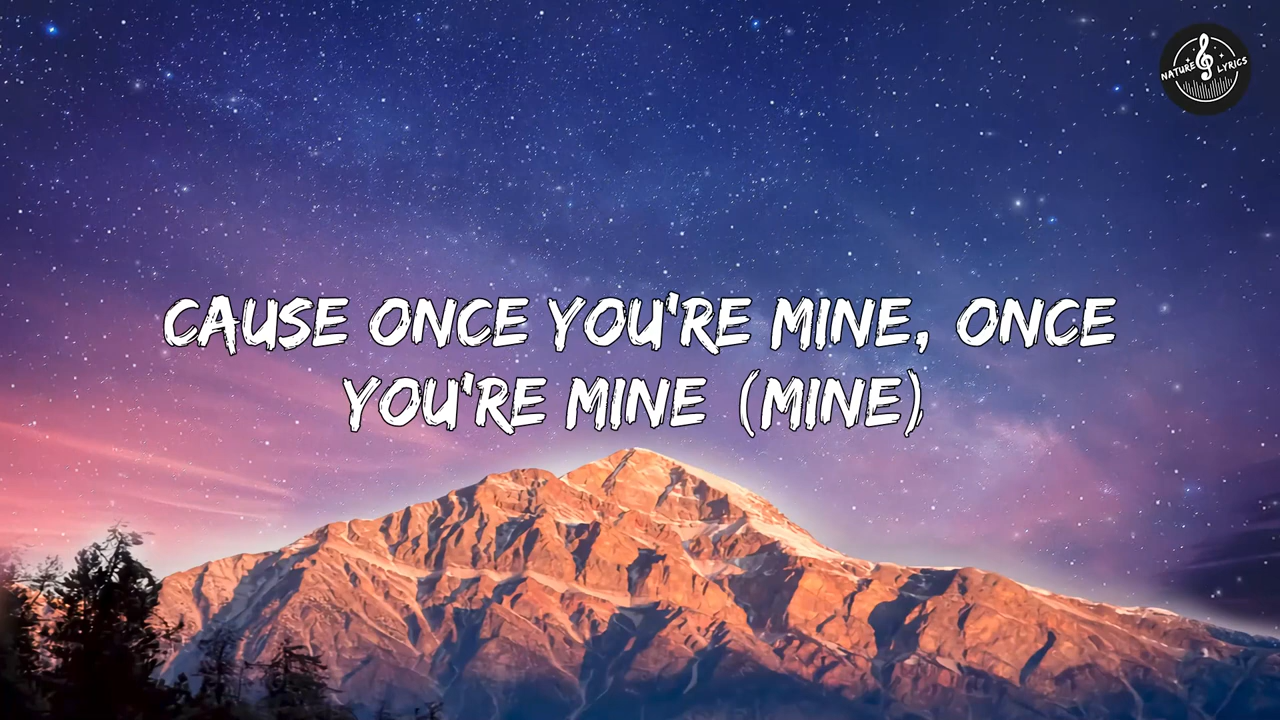 NATURE LYRICS
CAUSE ONCE YOU'RE MINE, ONCE
YOU'RE MINE (MINE)